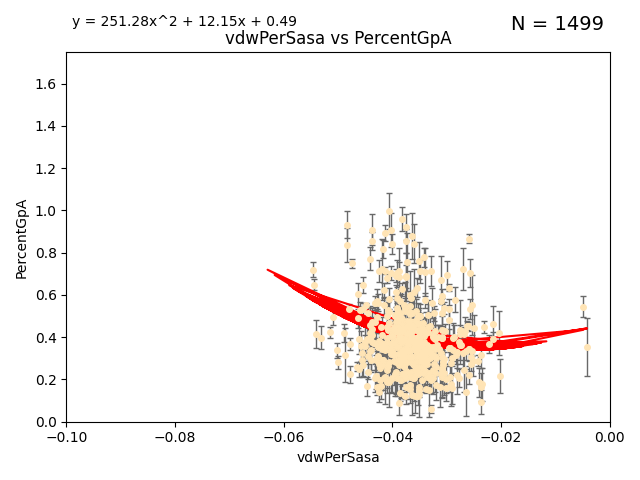 y = 251.28x^2 + 12.15x + 0.49
N = 1499
vdwPerSasa vs PercentGpA
PercentGpA
1.6
1.4
1.2
1.0
0.8
0.6
0.4
0.2
0.0
−0.10 −0.08 −0.06 −0.04 −0.02 0.00
vdwPerSasa